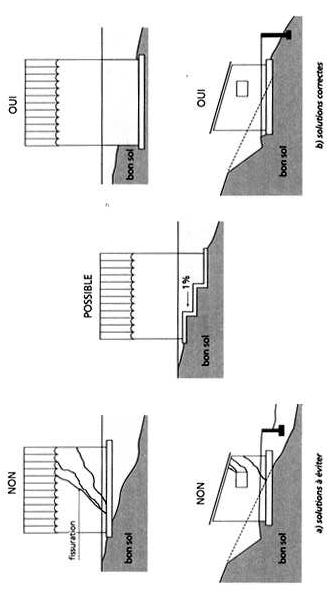 NON
fissuration
bon sol
POSSIBLE
1%
bon sol
OUI
bon sol
NON
bon sol
OUI
bon sol
a) solutions à éviter
b) solutions correctes